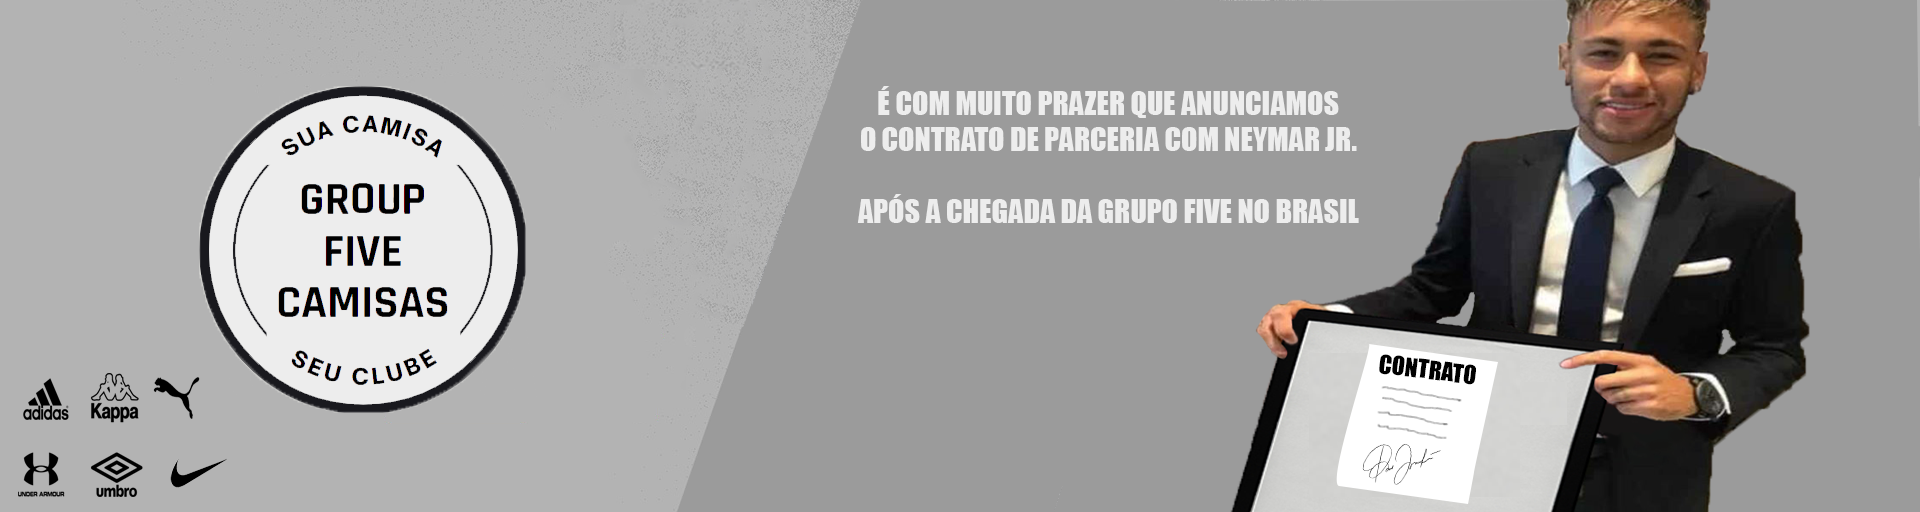 SUA CAMISA
GROUP
FIVE
CAMISAS
SEU CLUBE
adidas
Kappa
UNDER ARMOUR
umbro
É COM MUITO PRAZER QUE ANUNCIAMOS
O CONTRATO DE PARCERIA COM NEYMAR JR.
APÓS A CHEGADA DA GRUPO FIVE NO BRASIL
CONTRATO